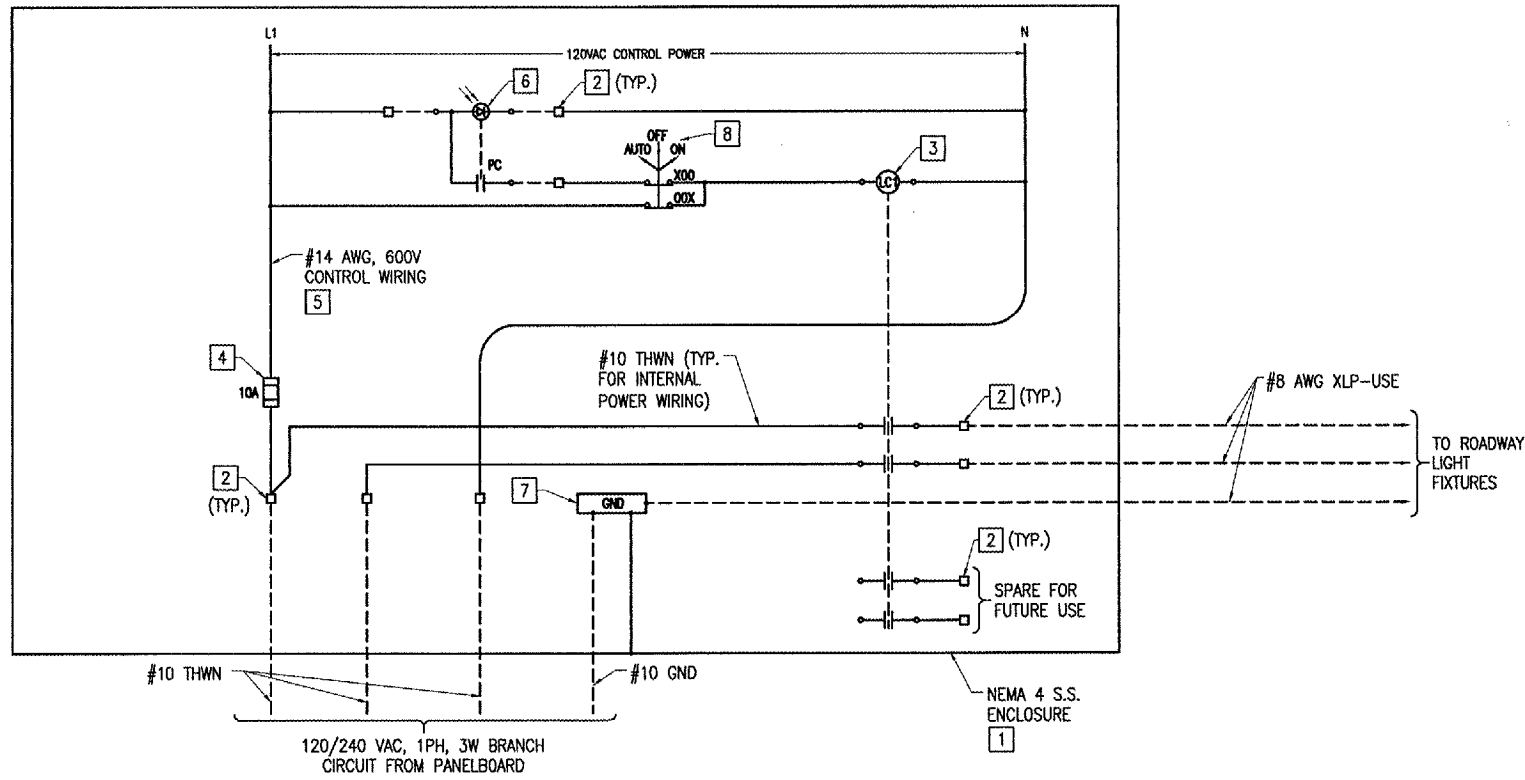 L1
N
120VAC CONTROL POWER
6
2 (TYP.)
OFF
8
AUTO
ON
3
PC
X00
LC1
00X
#14 AWG, 600V
CONTROL WIRING
5
4
10A
#10 THWN (TYP.
FOR INTERNAL
POWER WIRING)
#8 AWG XLP-USE
2 (TYP.)
TO ROADWAY
LIGHT
FIXTURES
2
(TYP.)
7
GND
2 (TYP.)
SPARE FOR
FUTURE USE
#10 THWN
#10 GND
NEMA 4 S.S.
ENCLOSURE
1
120/240 VAC, 1PH, 3W BRANCH
CIRCUIT FROM PANELBOARD